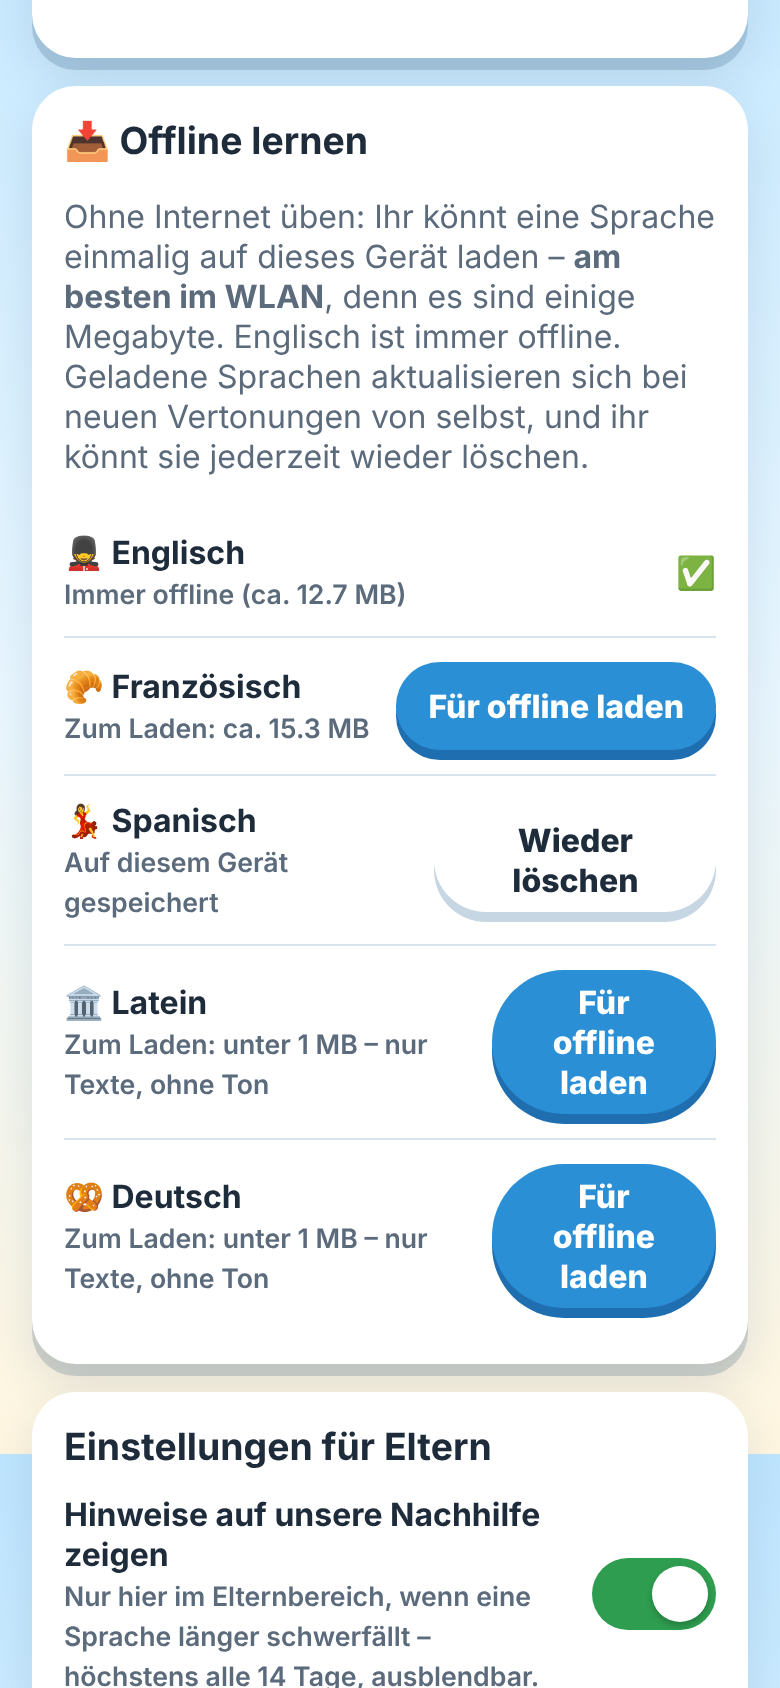 Offline lernen
Ohne Internet üben: Ihr könnt eine Sprache
einmalig auf dieses Gerät laden – am
besten im WLAN, denn es sind einige
Megabyte. Englisch ist immer offline.
Geladene Sprachen aktualisieren sich bei
neuen Vertonungen von selbst, und ihr
könnt sie jederzeit wieder löschen.
Englisch
Immer offline (ca. 12.7 MB)
Französisch
Zum Laden: ca. 15.3 MB
Für offline laden
Spanisch
Auf diesem Gerät
gespeichert
Wieder
löschen
Latein
Zum Laden: unter 1 MB – nur
Texte, ohne Ton
Für
offline
laden
Deutsch
Zum Laden: unter 1 MB – nur
Texte, ohne Ton
Für
offline
laden
Einstellungen für Eltern
Hinweise auf unsere Nachhilfe
zeigen
Nur hier im Elternbereich, wenn eine
Sprache länger schwerfällt –
höchstens alle 14 Tage, ausblendbar.